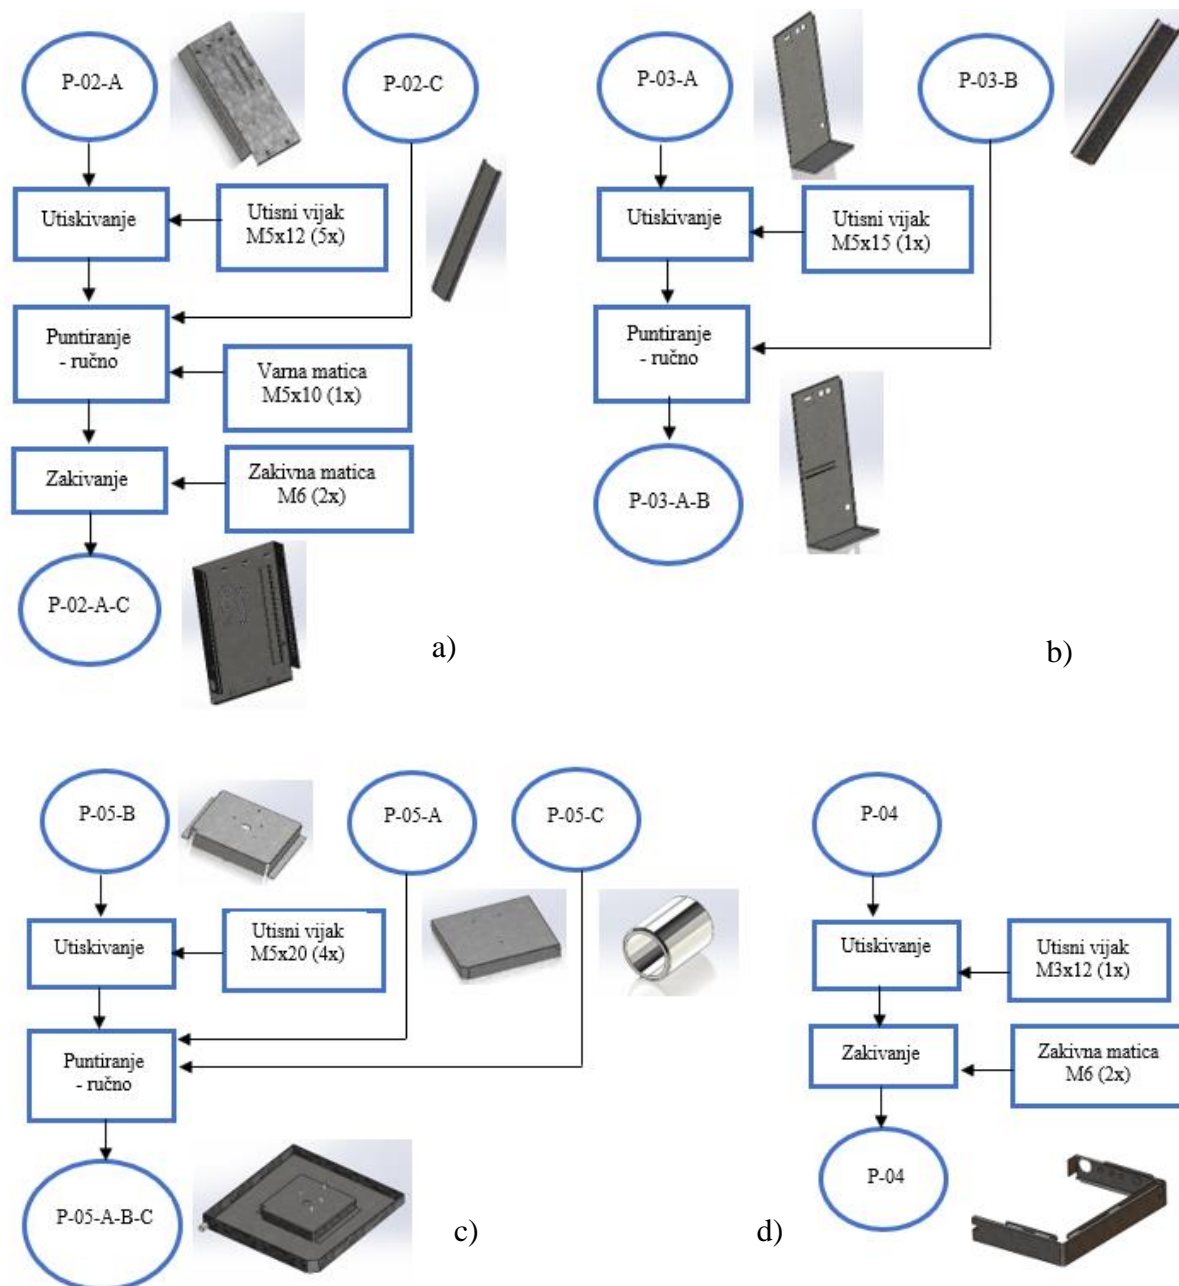 P-02-A
P-02-C
Utiskivanje
Utisni vijak
M5x12 (5x)
Puntiranje
- ručno
Varna matica
M5x10 (1x)
Zakivanje
Zakivna matica
M6 (2x)
P-02-A-C
a)
P-03-A
P-03-B
Utiskivanje
Utisni vijak
M5x15 (1x)
Puntiranje
- ručno
P-03-A-B
b)
P-05-B
P-05-A
P-05-C
Utiskivanje
Utisni vijak
M5x20 (4x)
Puntiranje
- ručno
P-05-A-B-C
c)
P-04
Utiskivanje
Utisni vijak
M3x12 (1x)
Zakivanje
Zakivna matica
M6 (2x)
P-04
d)